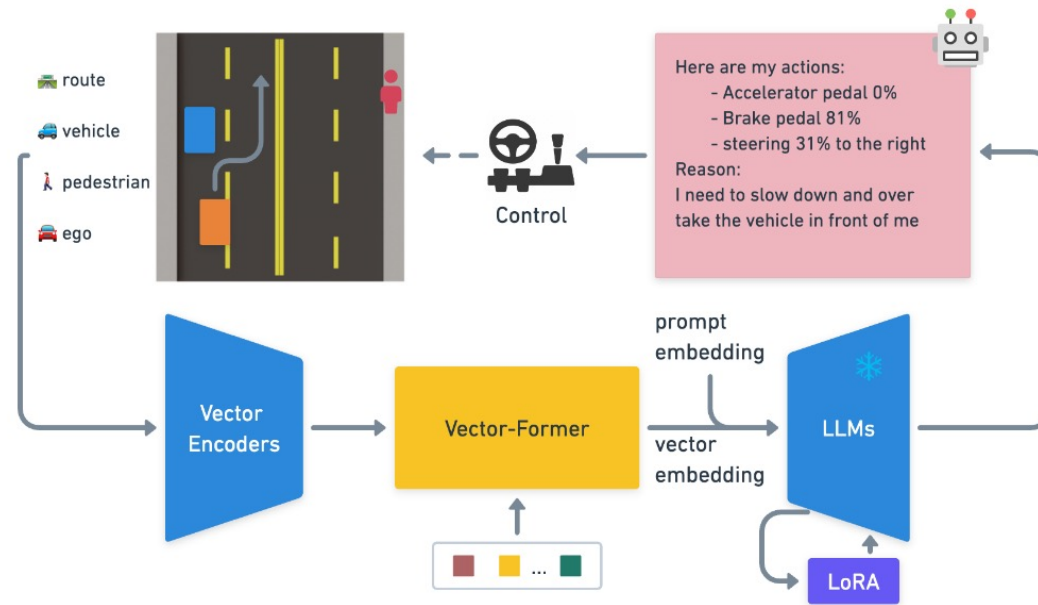 route
vehicle
pedestrian
ego
Control
Here are my actions:
- Accelerator pedal 0%
- Brake pedal 81%
- steering 31% to the right
Reason:
I need to slow down and over
take the vehicle in front of me
Vector
Encoders
Vector-Former
prompt
embedding
vector
embedding
LLMs
...
LoRA